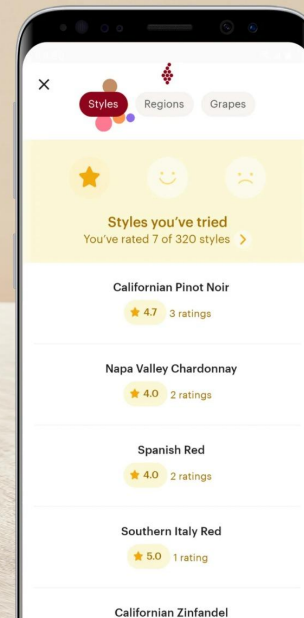 Styles Regions Grapes
Styles you've tried
You've rated 7 of 320 styles
Californian Pinot Noir
4.7 3 ratings
Napa Valley Chardonnay
4.0 2 ratings
Spanish Red
4.0 2 ratings
Southern Italy Red
5.0 1 rating
Californian Zinfandel